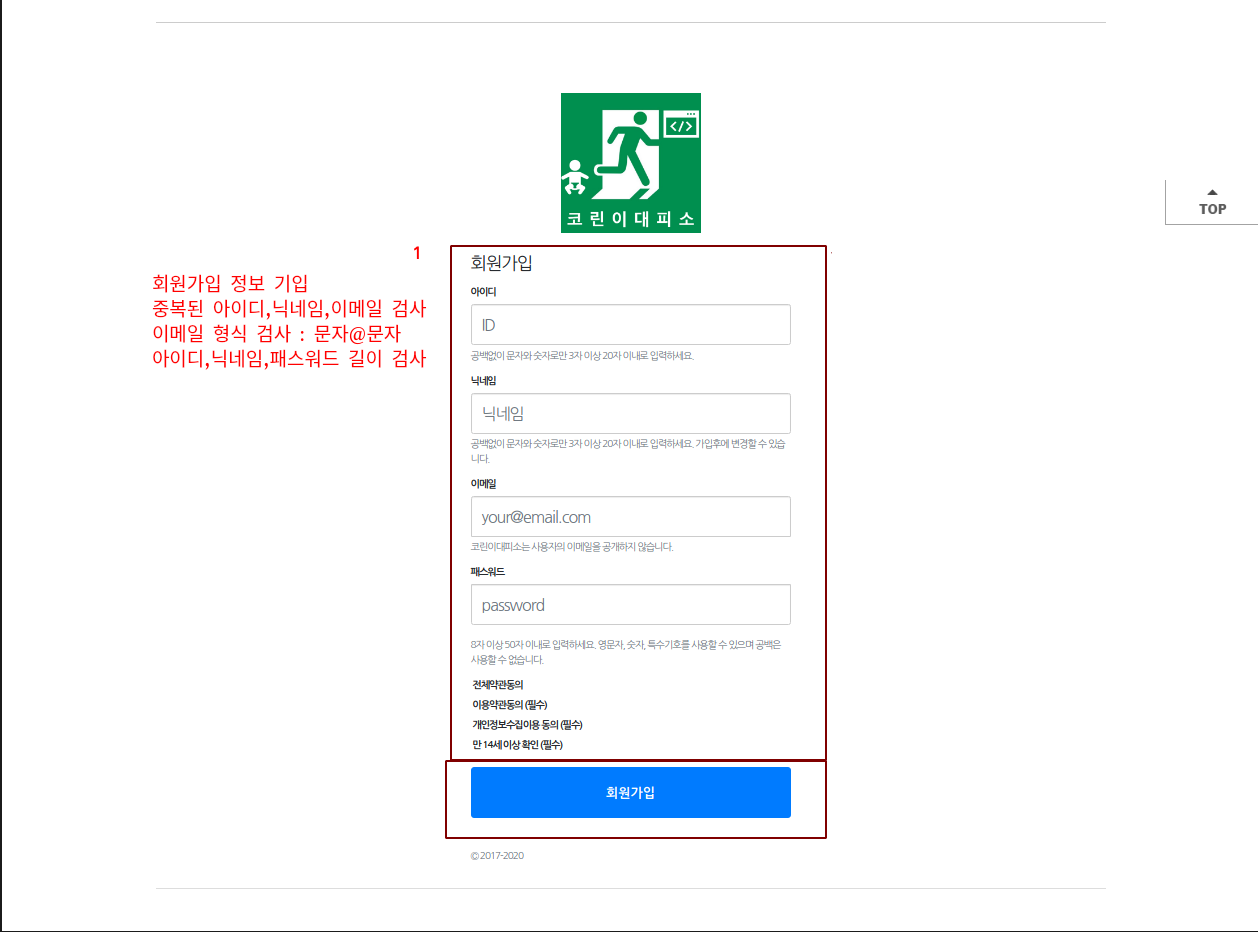 </>
코린이대피소
TOP
1
회원가입 정보 기입
중복된 아이디,닉네임,이메일 검사
이메일 형식 검사 : 문자@문자
아이디,닉네임,패스워드 길이 검사
회원가입
아이디
ID
공백없이 문자와 숫자로만 3자 이상 20자 이내로 입력하세요.
닉네임
닉네임
공백없이 문자와 숫자로만 3자 이상 20자 이내로 입력하세요. 가입후에 변경할 수 있습
니다.
이메일
your@email.com
코린이대피소는 사용자의 이메일을 공개하지 않습니다.
패스워드
password
8자 이상 50자 이내로 입력하세요. 영문자, 숫자, 특수기호를 사용할 수 있으며 공백은
사용할 수 없습니다.
전체약관동의
이용약관동의 (필수)
개인정보수집이용 동의 (필수)
만 14세 이상 확인 (필수)
회원가입
© 2017-2020